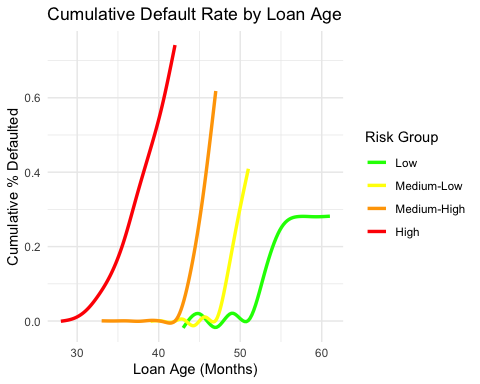 Cumulative Default Rate by Loan Age
Cumulative % Defaulted
0.6
0.4
0.2
0.0
30 40 50 60
Loan Age (Months)
Risk Group
Low
Medium-Low
Medium-High
High